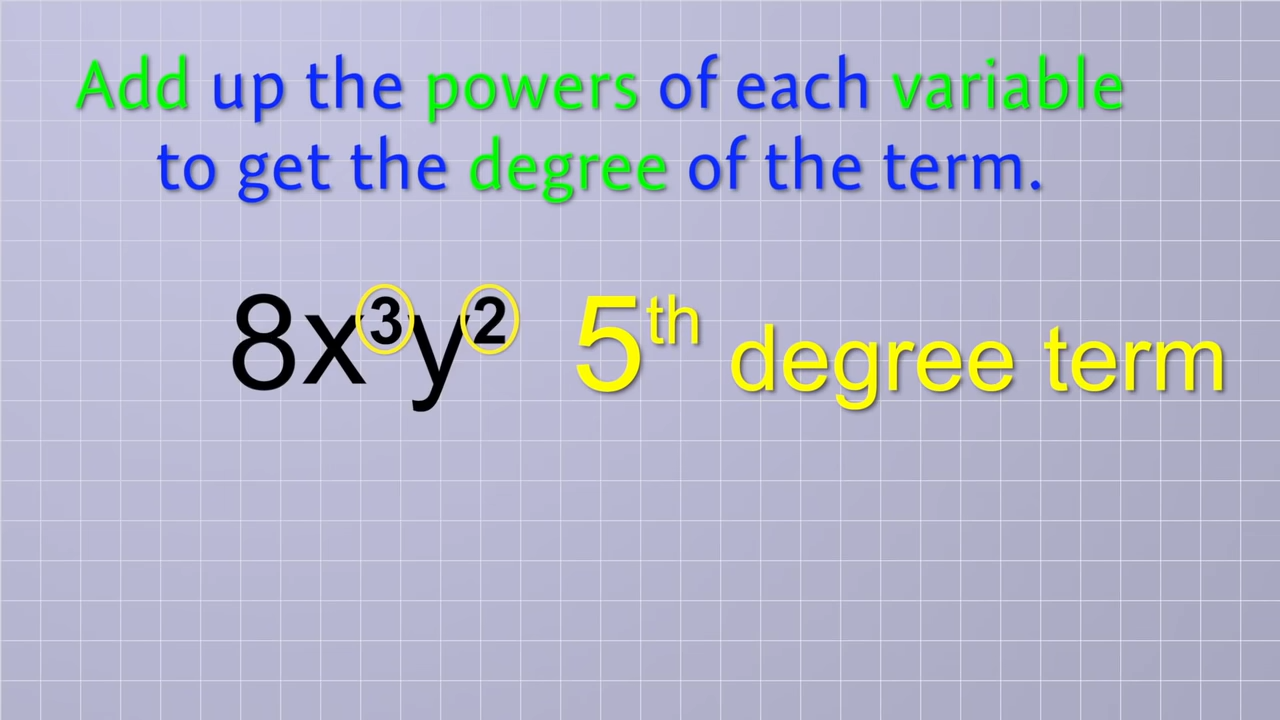 Add up the powers of each variable
to get the degree of the term.
8x³y² 5ᵗʰ degree term